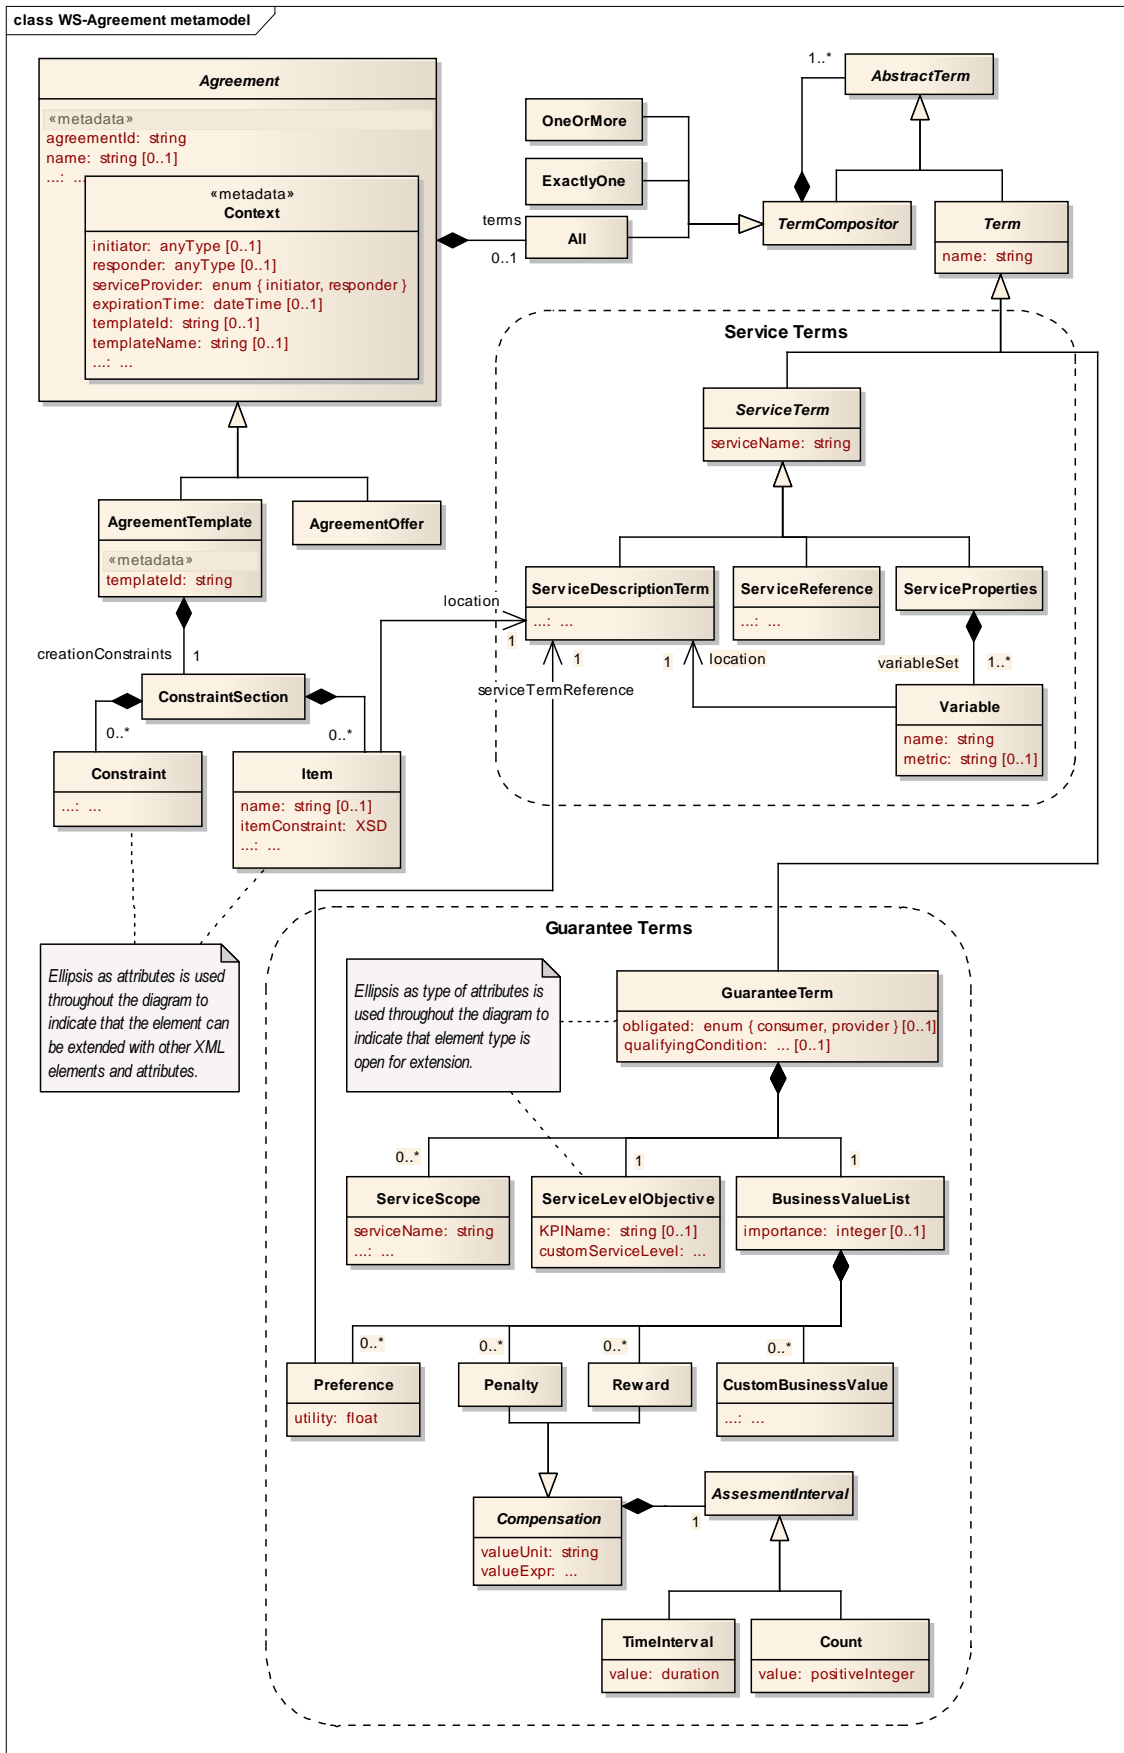 class WS-Agreement metamodel
Agreement
«metadata»
agreementId: string
name: string [0..1]
...: ...
«metadata»
Context
initiator: anyType [0..1]
responder: anyType [0..1]
serviceProvider: enum { initiator, responder }
expirationTime: dateTime [0..1]
templateId: string [0..1]
templateName: string [0..1]
...: ...
terms
0..1
OneOrMore
ExactlyOne
All
1..*
AbstractTerm
TermCompositor
Term
name: string
Service Terms
ServiceTerm
serviceName: string
AgreementTemplate
«metadata»
templateId: string
AgreementOffer
creationConstraints
1
ConstraintSection
0..*
0..*
Constraint
...: ...
Item
name: string [0..1]
itemConstraint: XSD
...: ...
location
1
ServiceDescriptionTerm
...: ...
ServiceReference
...: ...
ServiceProperties
1
serviceTermReference
1
location
variableSet
1..*
Variable
name: string
metric: string [0..1]
Ellipsis as attributes is used
throughout the diagram to
indicate that the element can
be extended with other XML
elements and attributes.
Guarantee Terms
Ellipsis as type of attributes is
used throughout the diagram to
indicate that element type is
open for extension.
GuaranteeTerm
obligated: enum { consumer, provider } [0..1]
qualifyingCondition: ... [0..1]
0..*
1
1
ServiceScope
serviceName: string
...: ...
ServiceLevelObjective
KPIName: string [0..1]
customServiceLevel: ...
BusinessValueList
importance: integer [0..1]
0..*
0..*
0..*
0..*
Preference
utility: float
Penalty
Reward
CustomBusinessValue
...: ...
Compensation
valueUnit: string
valueExpr: ...
1
AssesmentInterval
TimeInterval
value: duration
Count
value: positiveInteger